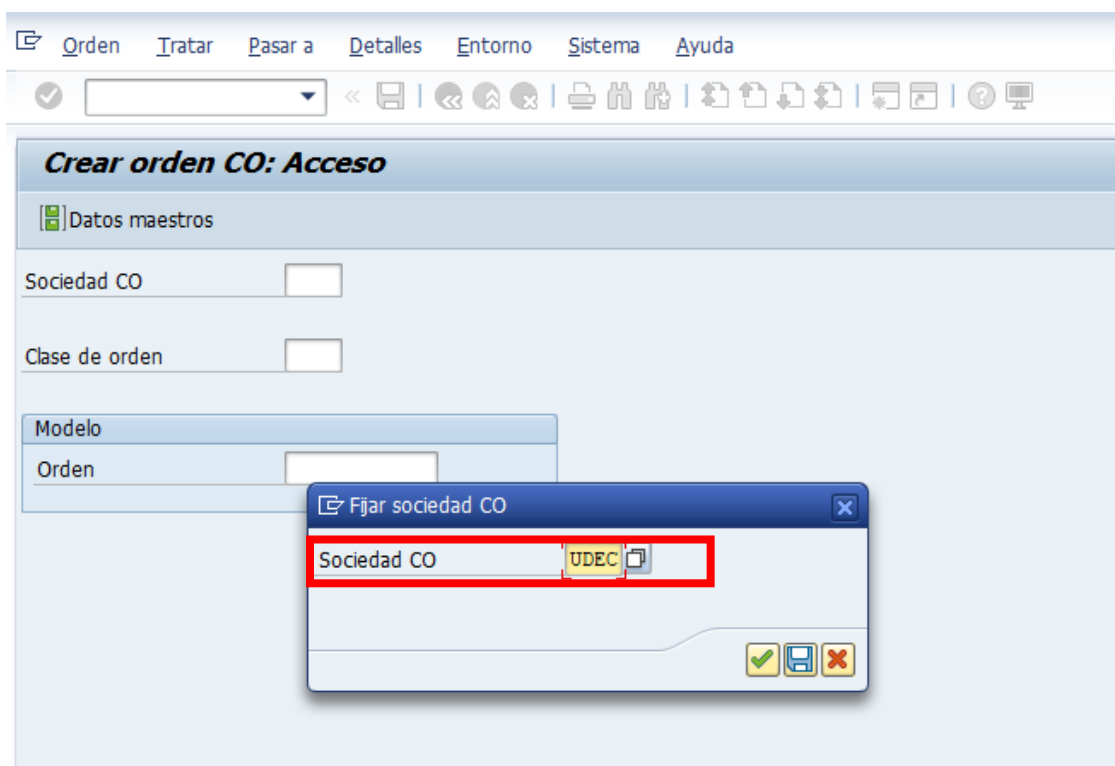 Orden Tratar Pasar a Detalles Entorno Sistema Ayuda
Crear orden CO: Acceso
Datos maestros
Sociedad CO
Clase de orden
Modelo
Orden
Fijar sociedad CO
Sociedad CO UDEC